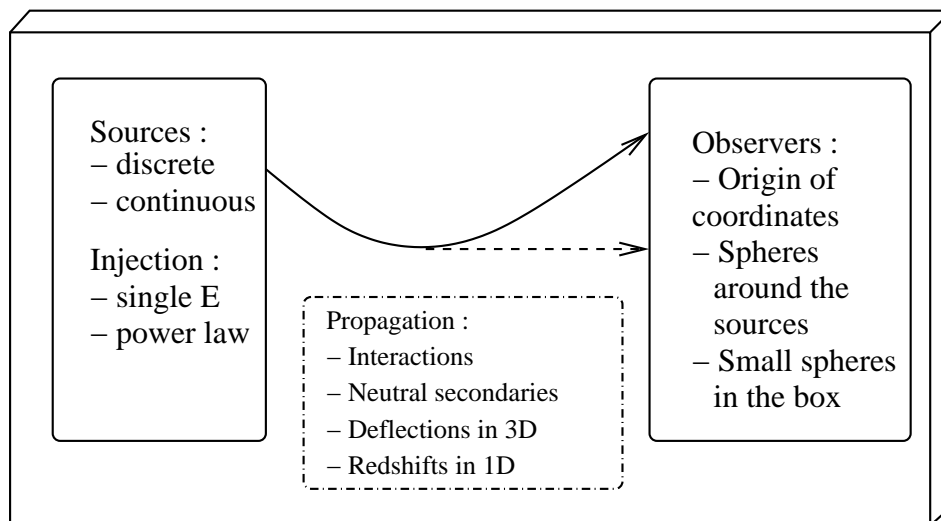 Sources :
– discrete
– continuous
Injection :
– single E
– power law
Propagation :
– Interactions
– Neutral secondaries
– Deflections in 3D
– Redshifts in 1D
Observers :
– Origin of
coordinates
– Spheres
around the
sources
– Small spheres
in the box